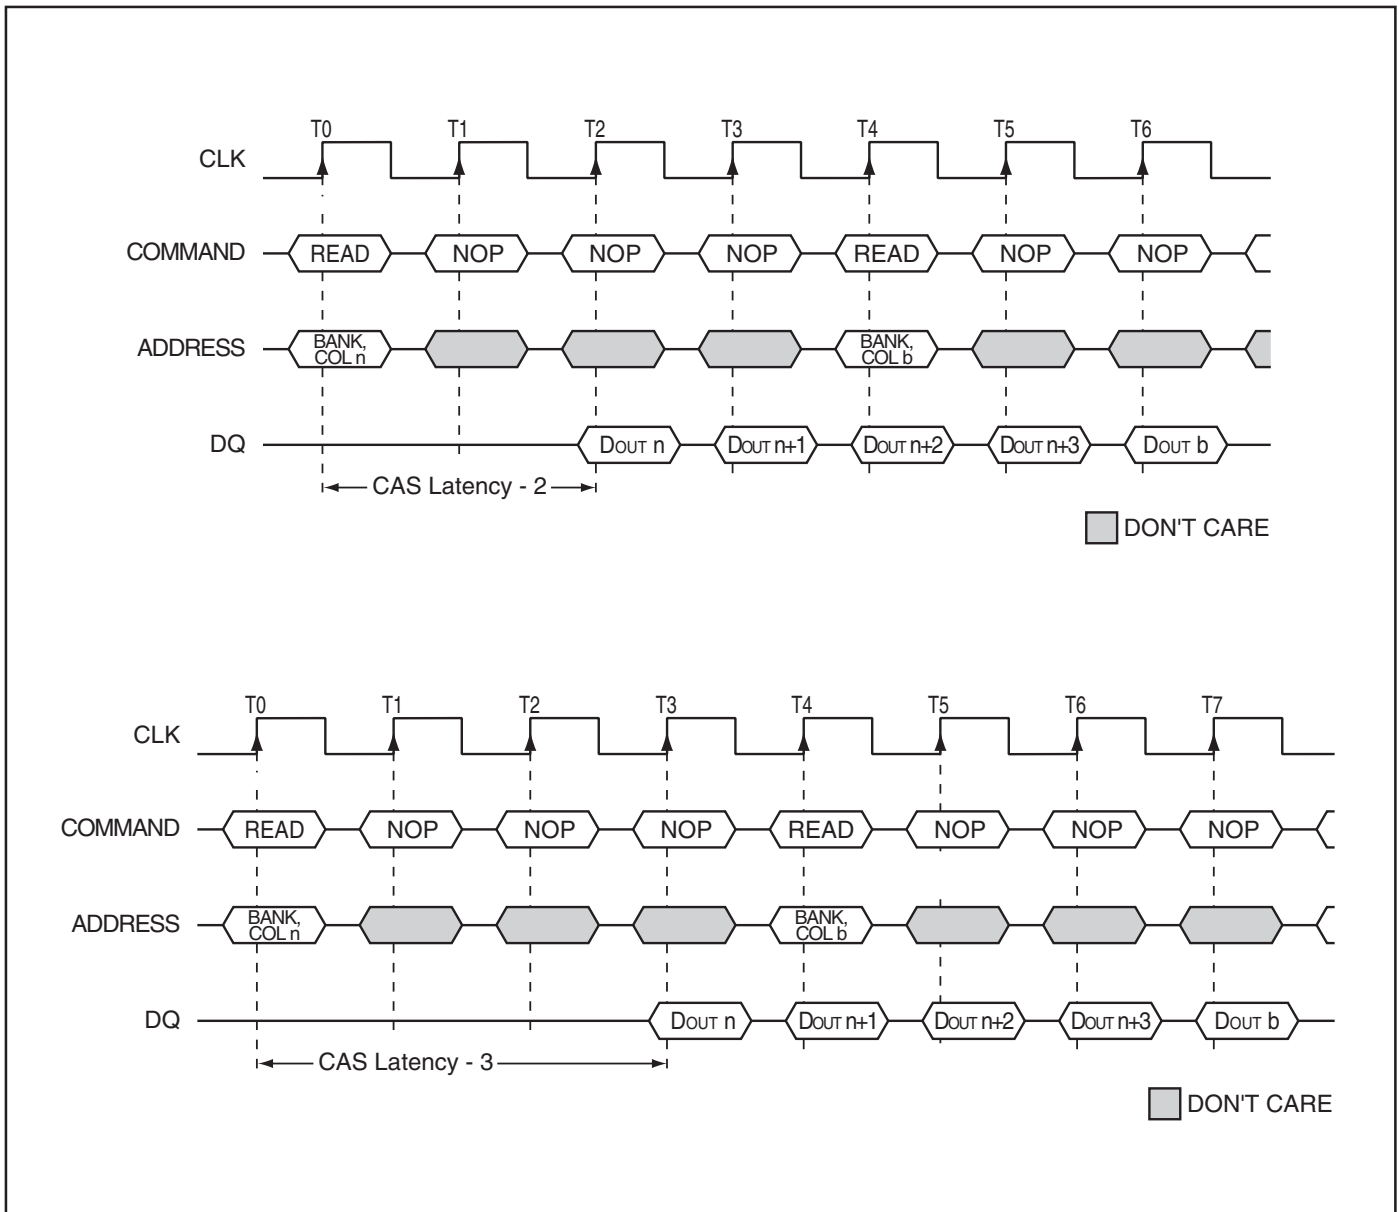 T0 T1 T2 T3 T4 T5 T6
CLK
COMMAND READ NOP NOP NOP READ NOP NOP
ADDRESS BANK, COL n BANK, COL b
DQ DOUT n DOUT n+1 DOUT n+2 DOUT n+3 DOUT b
CAS Latency - 2
DON'T CARE
T0 T1 T2 T3 T4 T5 T6 T7
CLK
COMMAND READ NOP NOP NOP READ NOP NOP NOP
ADDRESS BANK, COL n BANK, COL b
DQ DOUT n DOUT n+1 DOUT n+2 DOUT n+3 DOUT b
CAS Latency - 3
DON'T CARE